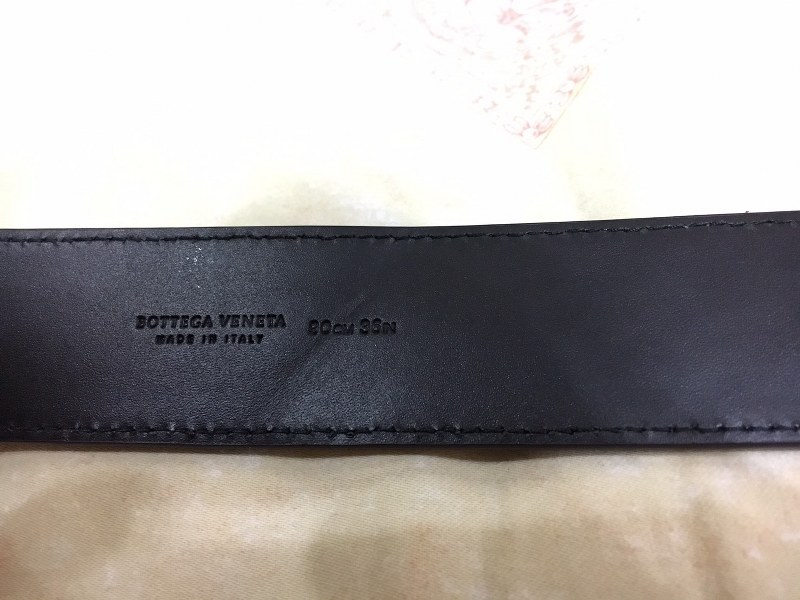 BOTTEGA VENETA 90CM 36IN
MADE IN ITALY